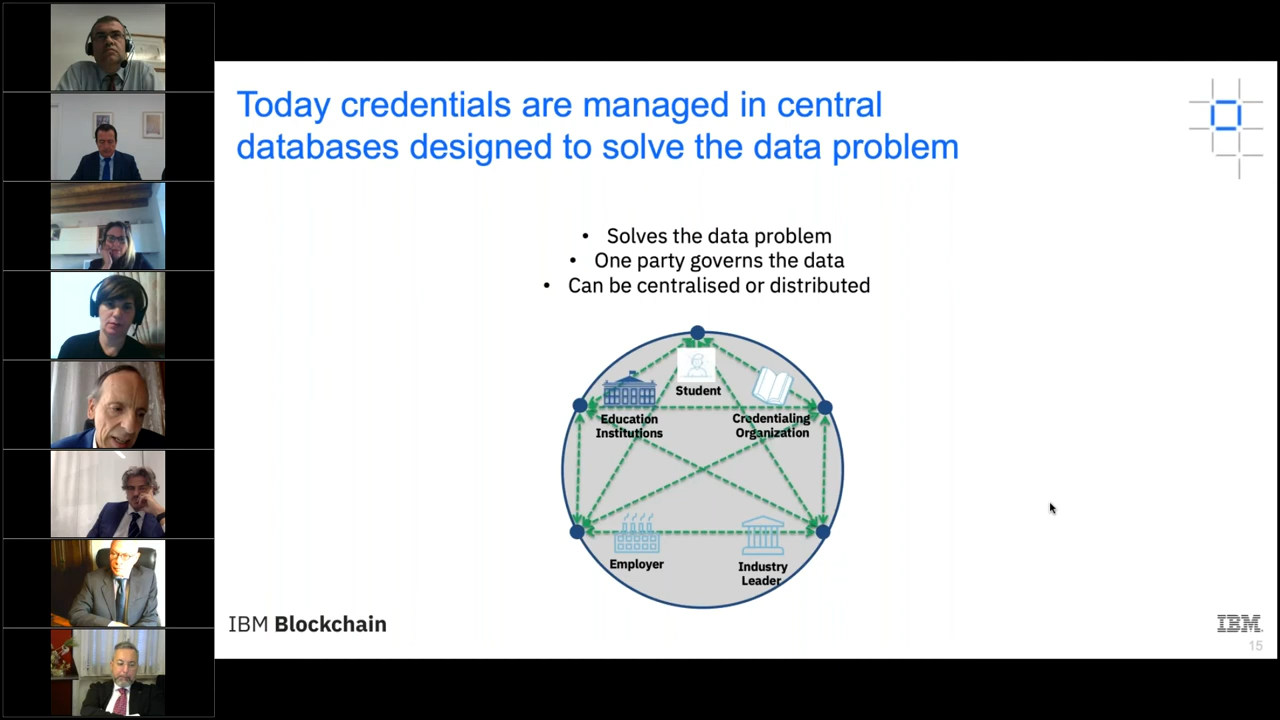 Today credentials are managed in central
databases designed to solve the data problem
• Solves the data problem
• One party governs the data
• Can be centralised or distributed
Student
Education
Institutions
Credentialing
Organization
Employer
Industry
Leader
IBM Blockchain
IBM
15